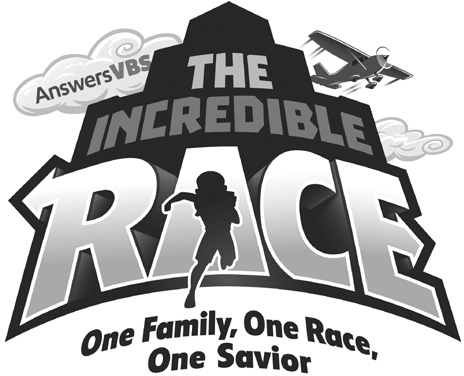 AnswersVBS
THE
INCREDIBLE
RACE
One Family, One Race,
One Savior